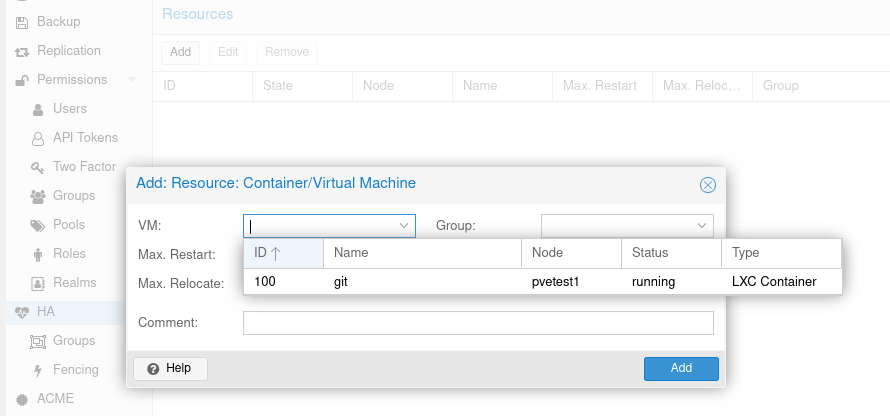 Backup
Replication
Permissions
Users
API Tokens
Two Factor
Groups
Pools
Roles
Realms
HA
Groups
Fencing
ACME
Resources
Add Edit Remove
ID State Node Name Max. Restart Max. Reloc... Group
Add: Resource: Container/Virtual Machine
VM: Group:
Max. Restart:
Max. Relocate:
ID Name Node Status Type
100 git pvetest1 running LXC Container
Comment:
Help Add